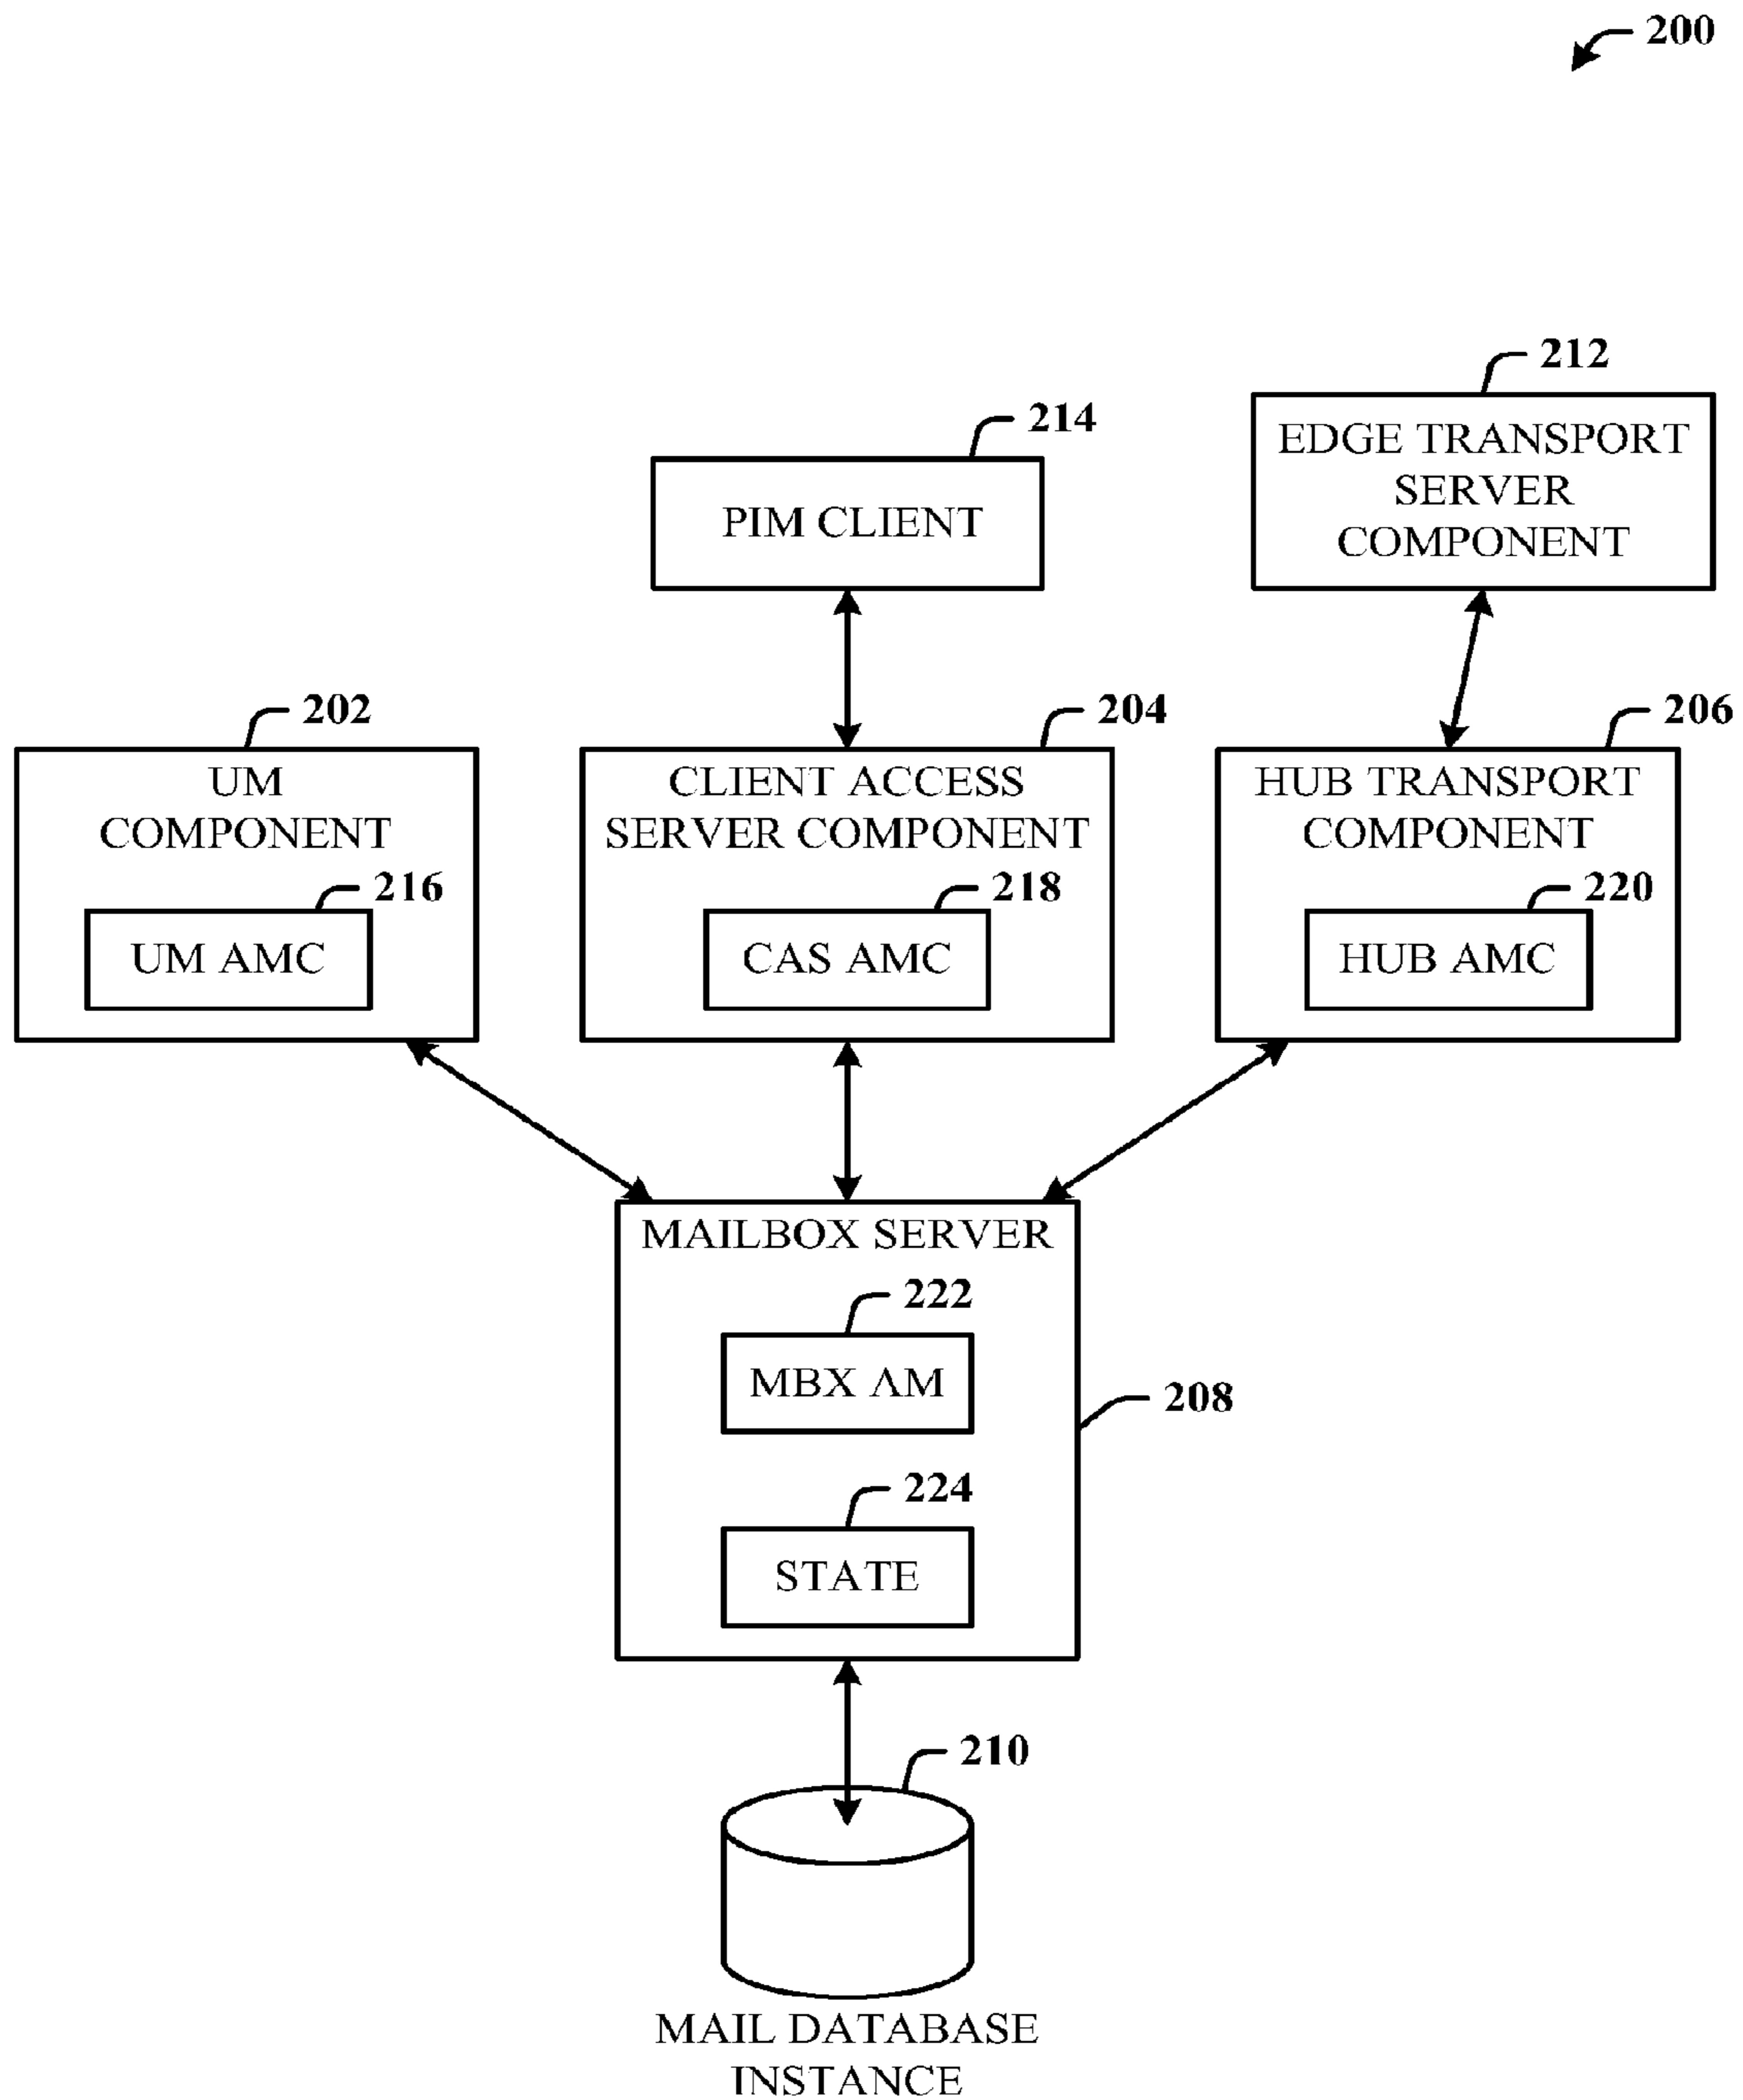 200
212
EDGE TRANSPORT
SERVER
COMPONENT
214
PIM CLIENT
202
UM
COMPONENT
216
UM AMC
204
CLIENT ACCESS
SERVER COMPONENT
218
CAS AMC
206
HUB TRANSPORT
COMPONENT
220
HUB AMC
MAILBOX SERVER
222
MBX AM
208
224
STATE
210
MAIL DATABASE
INSTANCE